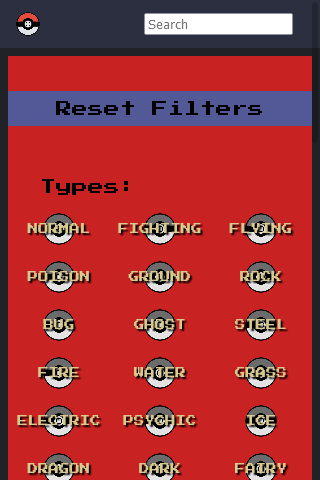 Search
Reset Filters
Types:
NORMAL FIGHTING FLYING
POISON GROUND ROCK
BUG GHOST STEEL
FIRE WATER GRASS
ELECTRIC PSYCHIC ICE
DRAGON DARK FAIRY